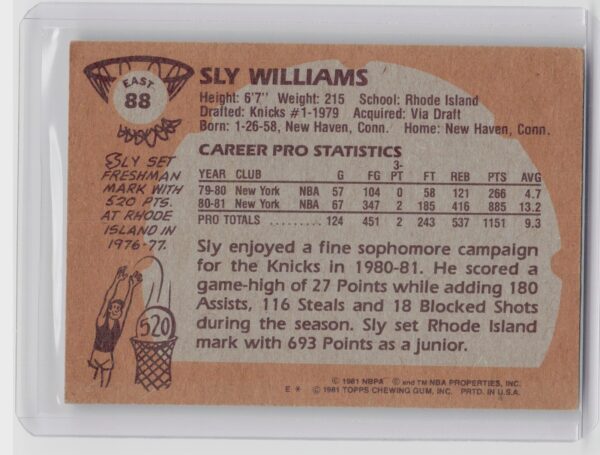 EAST
88
SLY WILLIAMS
Height: 6'7" Weight: 215 School: Rhode Island
Drafted: Knicks #1-1979 Acquired: Via Draft
Born: 1-26-58, New Haven, Conn. Home: New Haven, Conn.
SLY SET
FRESHMAN
MARK WITH
520 PTS.
AT RHODE
ISLAND IN
1976-77.
520
CAREER PRO STATISTICS
YEAR CLUB G FG 3-PT FT REB PTS AVG
79-80 New York NBA 57 104 0 58 121 266 4.7
80-81 New York NBA 67 347 2 185 416 885 13.2
PRO TOTALS ......... 124 451 2 243 537 1151 9.3
Sly enjoyed a fine sophomore campaign
for the Knicks in 1980-81. He scored a
game-high of 27 Points while adding 180
Assists, 116 Steals and 18 Blocked Shots
during the season. Sly set Rhode Island
mark with 693 Points as a junior.
© 1981 NBPA © and ™ NBA PROPERTIES, INC.
E * © 1981 TOPPS CHEWING GUM, INC. PRTD. IN U.S.A.